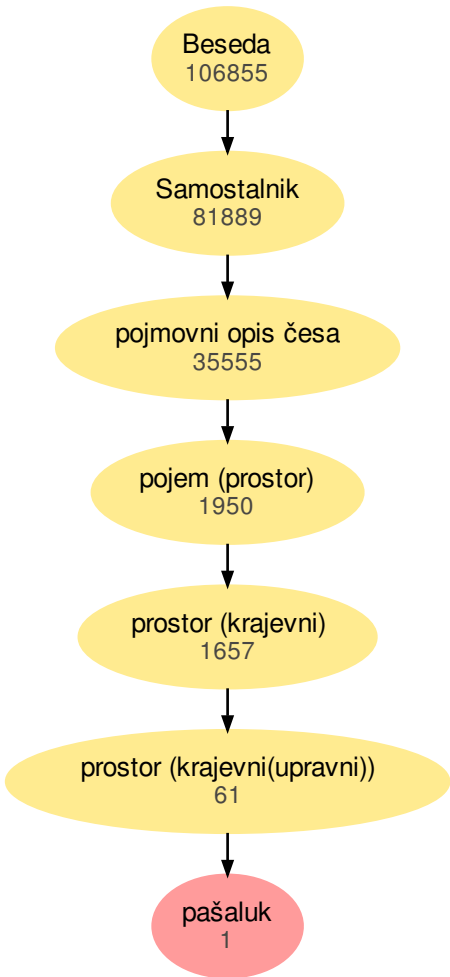 Beseda
106855
Samostalnik
81889
pojmovni opis česa
35555
pojem (prostor)
1950
prostor (krajevni)
1657
prostor (krajevni(upravni))
61
pašaluk
1